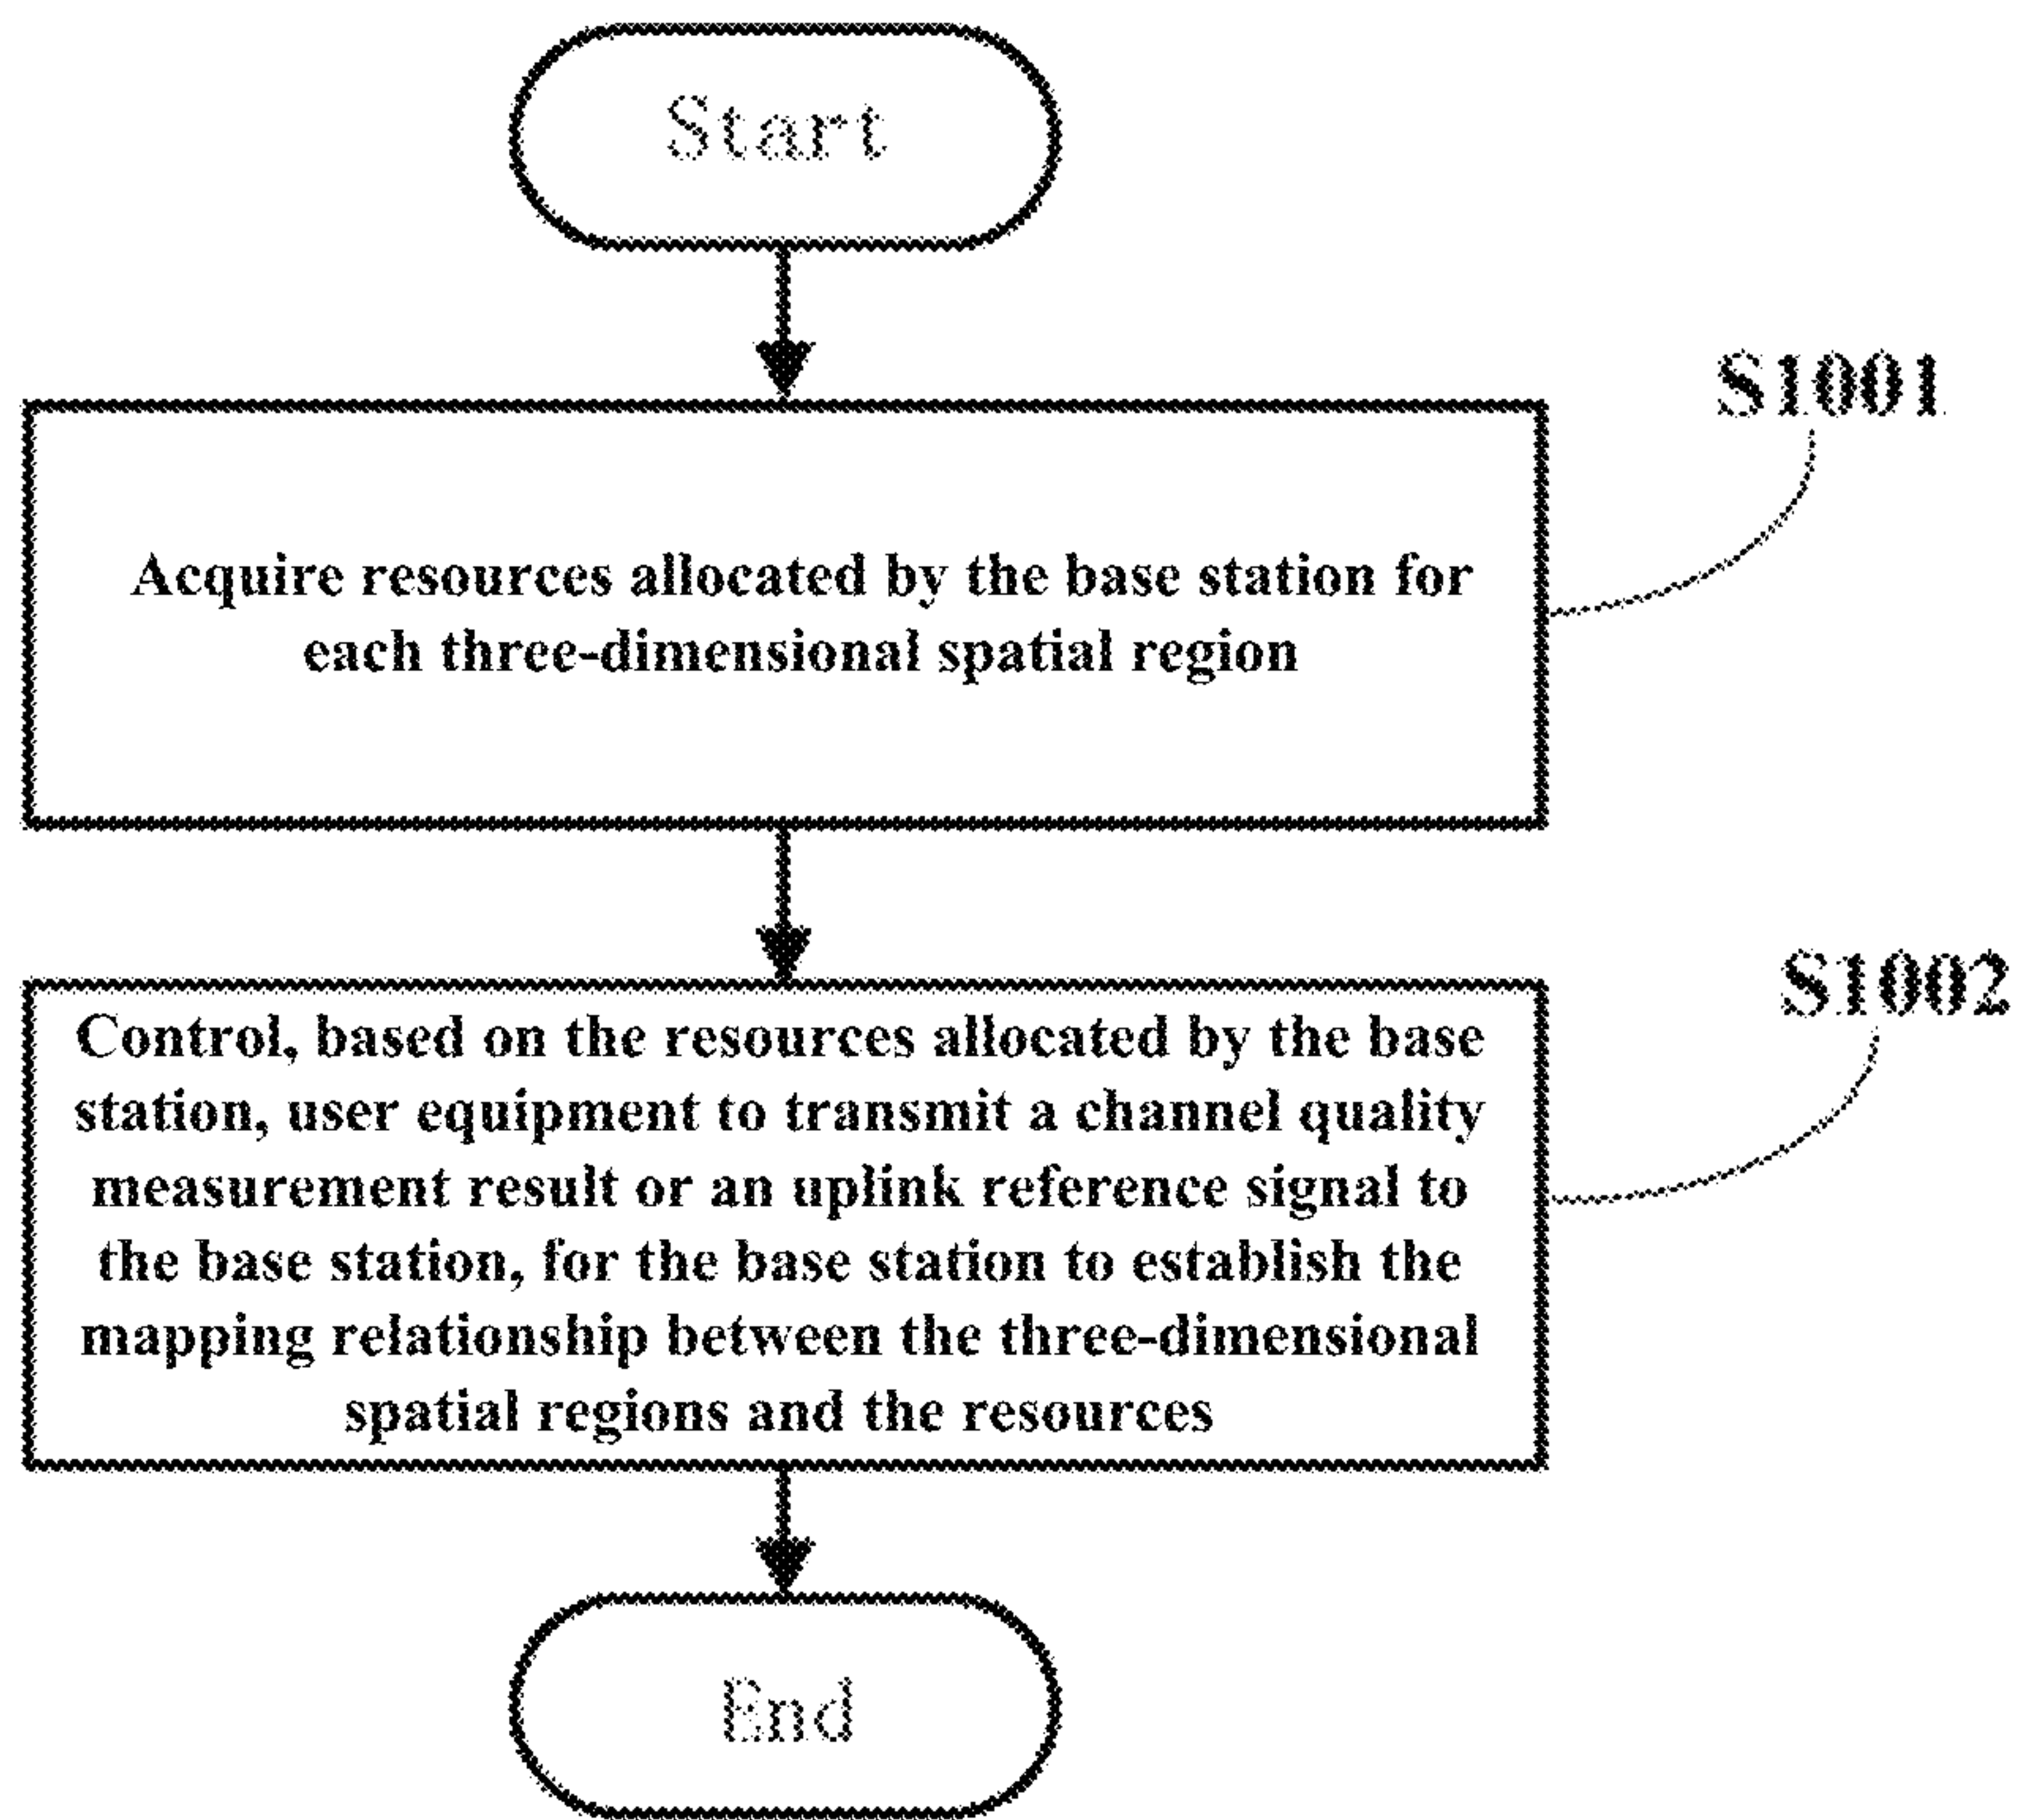 Start
S1001
Acquire resources allocated by the base station for
each three-dimensional spatial region
S1002
Control, based on the resources allocated by the base
station, user equipment to transmit a channel quality
measurement result or an uplink reference signal to
the base station, for the base station to establish the
mapping relationship between the three-dimensional
spatial regions and the resources
End